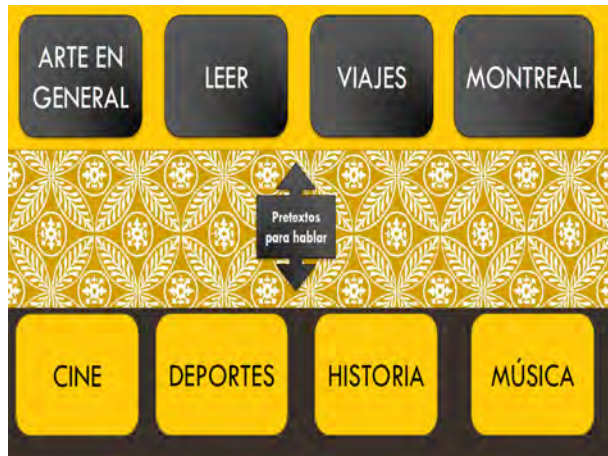 ARTE EN
GENERAL
LEER
VIAJES
MONTREAL
Pretextos
para hablar
CINE
DEPORTES
HISTORIA
MÚSICA